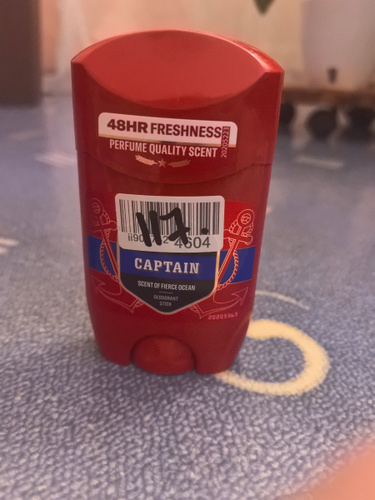 48HR FRESHNESS
PERFUME QUALITY SCENT
117.
4604
CAPTAIN
SCENT OF FIERCE OCEAN
DEODORANT
STICK